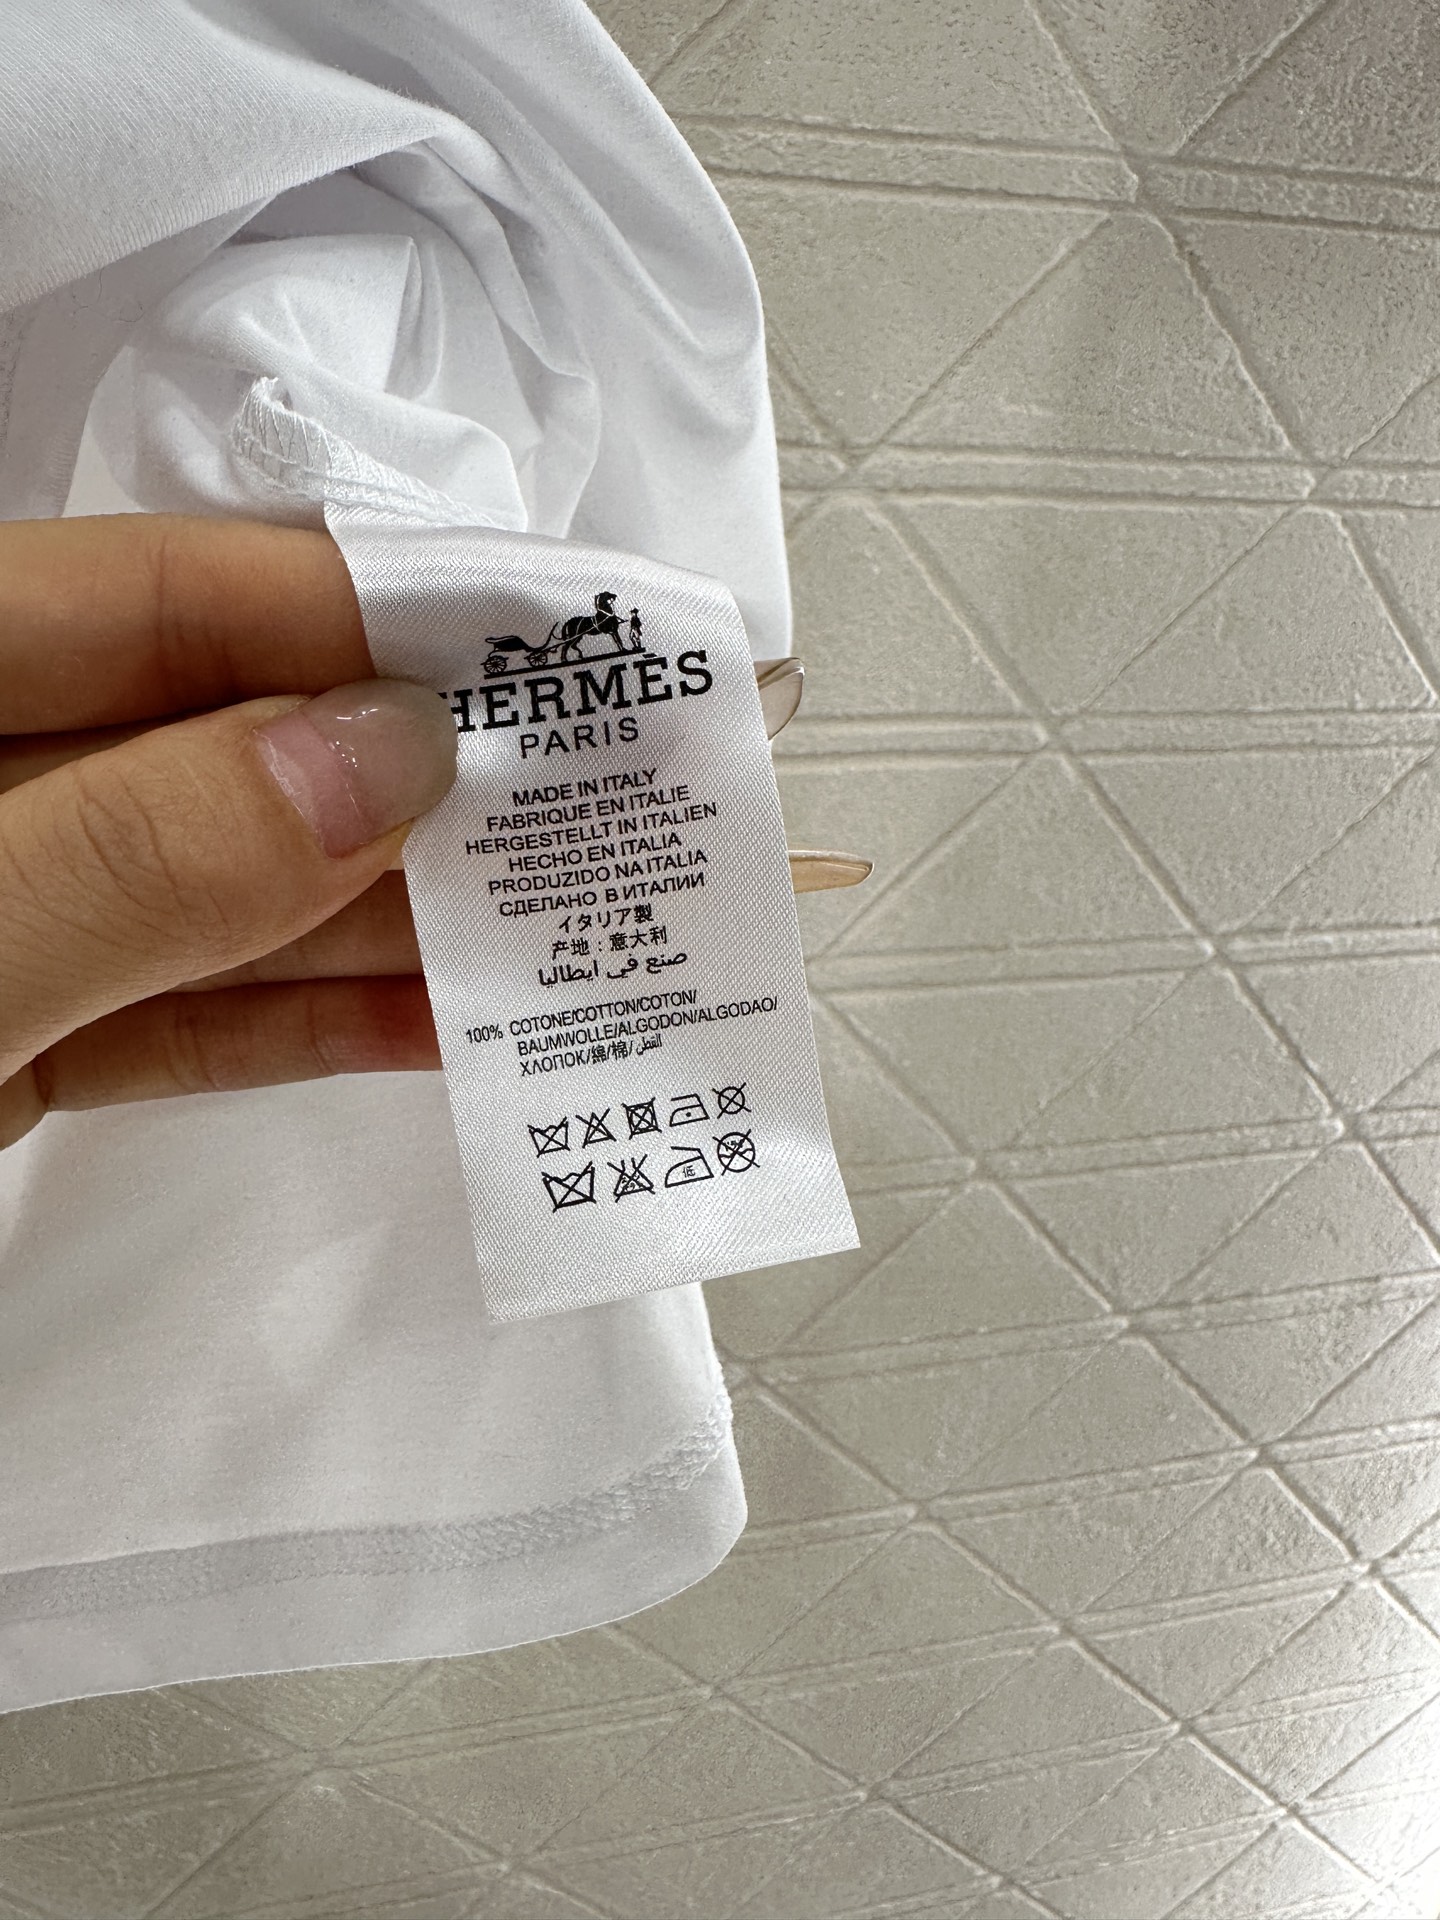 HERMÈS
PARIS
MADE IN ITALY
FABRIQUE EN ITALIE
HERGESTELLT IN ITALIEN
HECHO EN ITALIA
PRODUZIDO NA ITALIA
СДЕЛАНО В ИТАЛИИ
イタリア製
产地：意大利
صنع في ايطاليا
100% COTONE/COTTON/COTON/
BAUMWOLLE/ALGODON/ALGODAO/
ХЛОПОК/綿/棉/القطن
低